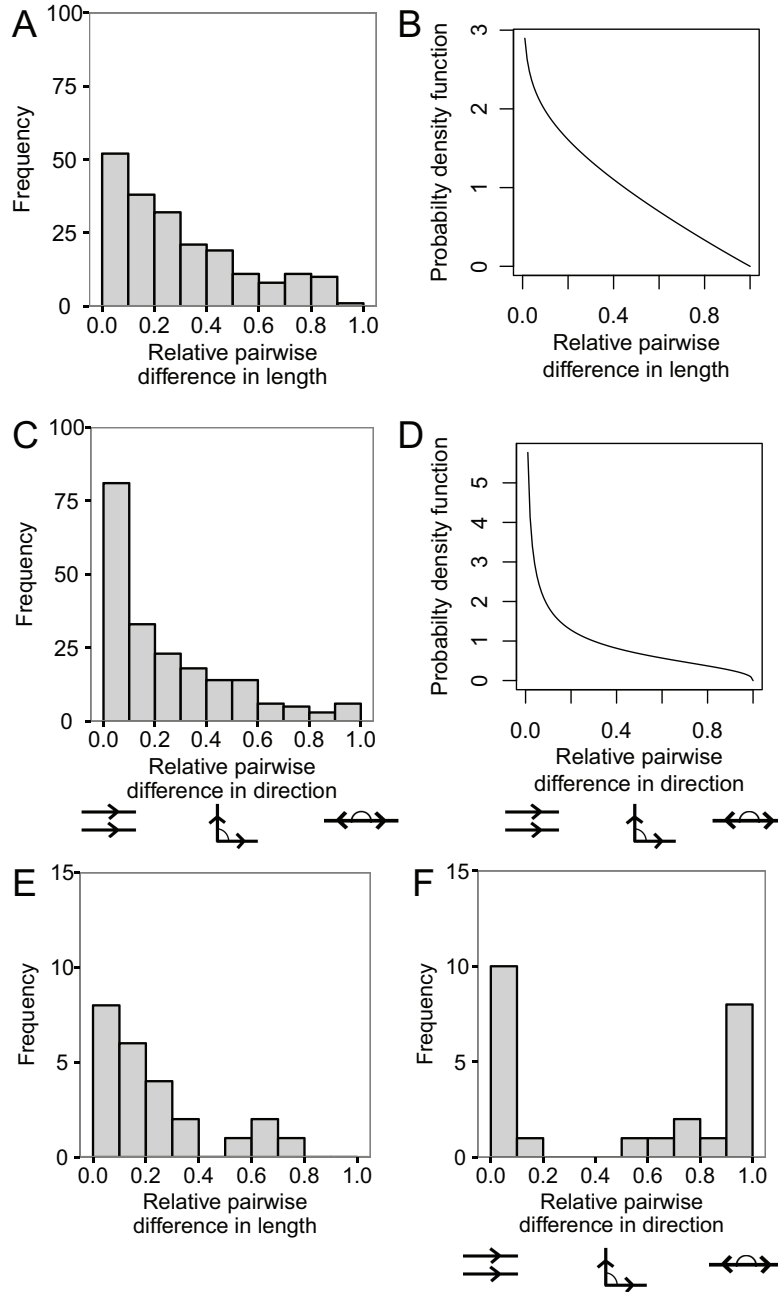 A
100
75
50
25
0
Frequency
0.0 0.2 0.4 0.6 0.8 1.0
Relative pairwise
difference in length
B
3
2
1
0
Probabilty density function
0.0 0.4 0.8
Relative pairwise
difference in length
C
100
75
50
25
0
Frequency
0.0 0.2 0.4 0.6 0.8 1.0
Relative pairwise
difference in direction
D
5
4
3
2
1
0
Probabilty density function
0.0 0.4 0.8
Relative pairwise
difference in direction
E
15
10
5
0
Frequency
0.0 0.2 0.4 0.6 0.8 1.0
Relative pairwise
difference in length
F
15
10
5
0
Frequency
0.0 0.2 0.4 0.6 0.8 1.0
Relative pairwise
difference in direction